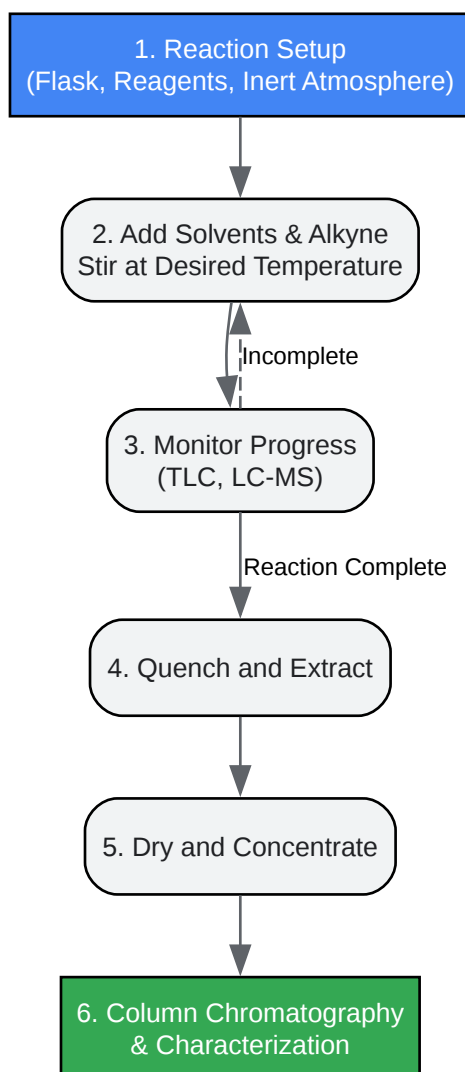 1. Reaction Setup
(Flask, Reagents, Inert Atmosphere)
2. Add Solvents & Alkyne
Stir at Desired Temperature
Incomplete
3. Monitor Progress
(TLC, LC-MS)
Reaction Complete
4. Quench and Extract
5. Dry and Concentrate
6. Column Chromatography
& Characterization